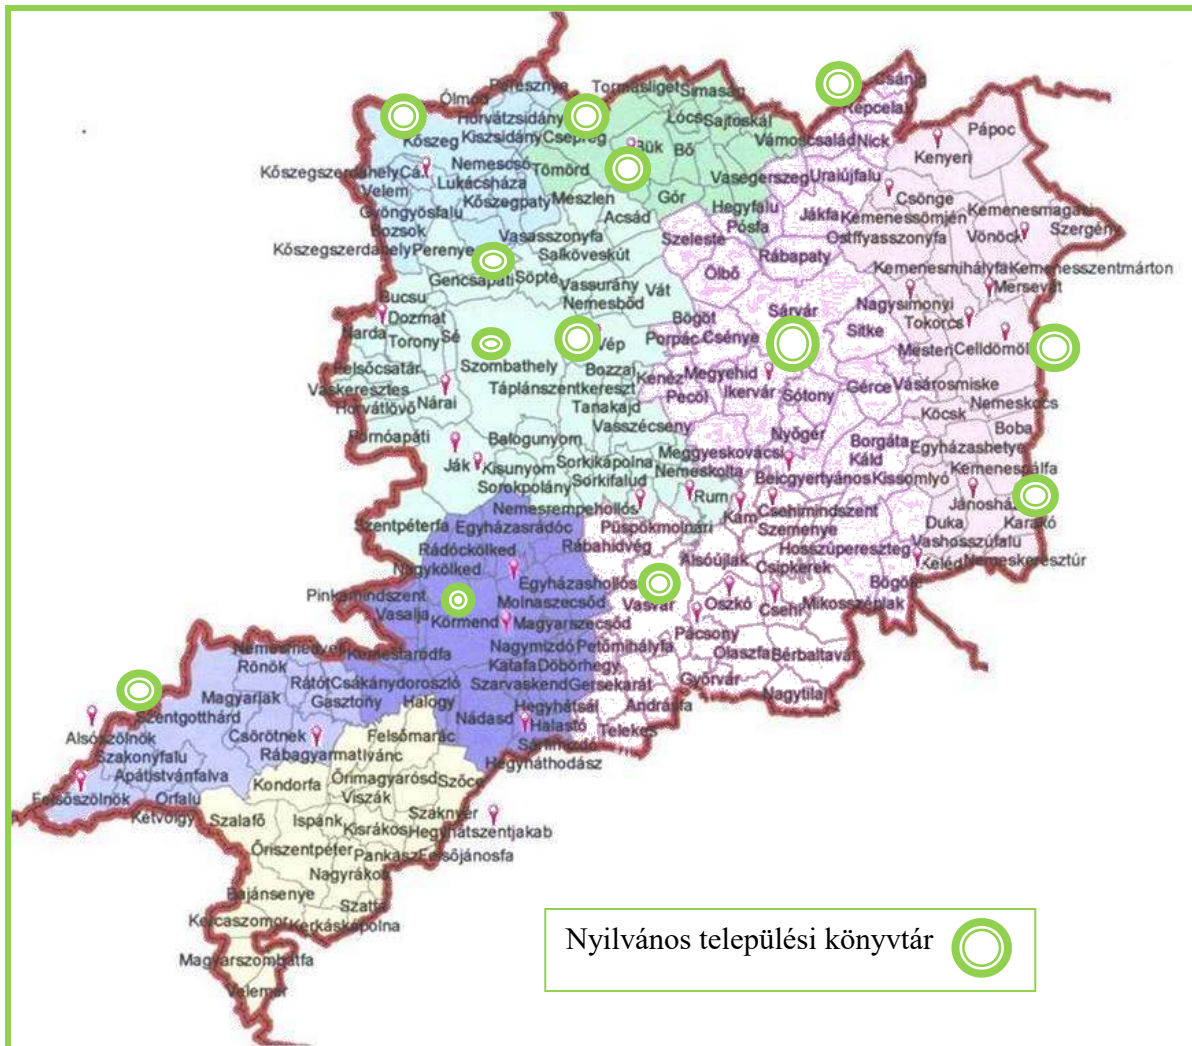 Csánig
Peresznye
Tormásliget
Simaság
Ólmod
Répcelak
Horvátzsidány
Lócs
Sajtoskál
Pápoc
Kőszeg
Kiszsidány
Csepreg
Vámoscsalád
Nick
Bük
Bő
Kenyeri
Nemescsó
Tömörd
Kőszegszerdahely
Vasegerszeg
Uraiújfalu
Velem
Lukácsháza
Kőszegpaty
Meszlen
Gór
Csönge
Gyöngyösfalu
Acsád
Hegyfalu
Jákfa
Kemenessömjén
Kemenesmagasi
Bozsok
Pósfa
Szergény
Kőszegszerdahely
Perenye
Vasasszonyfa
Szeleste
Ostffyasszonyfa
Vönöck
Salköveskút
Rábapaty
Gencsapáti
Söpte
Ölbő
Kemenesmihályfa
Kemenesszentmárton
Vassurány
Vát
Mersevát
Bucsu
Nemesbőd
Nagysimonyi
Dozmat
Sárvár
Bögöt
Tokorcs
Narda
Torony
Sé
Vép
Porpác
Csénye
Sitke
Mesteri
Celldömölk
Felsőcsatár
Szombathely
Bozzai
Kenéz
Megyehid
Vaskeresztes
Táplánszentkereszt
Pecöl
Ikervár
Sótony
Gérce
Vásárosmiske
Horvátlövő
Nárai
Tanakajd
Nemeskocs
Vasszécseny
Köcsk
Pornóapáti
Balogunyom
Nyőgér
Borgáta
Boba
Meggyeskovácsi
Káld
Egyházashetye
Ják
Kisunyom
Sorkikápolna
Nemeskolta
Kemenespálfa
Sorokpolány
Sorkifalud
Beicgyertyános
Kissomlyó
Rum
Jánosháza
Nemesrempehollós
Kám
Csehimindszent
Karakó
Szentpéterfa
Egyházasrádóc
Püspökmolnári
Szemenye
Duka
Vashosszúfalu
Rábahidvég
Hosszúpereszteg
Rádóckölked
Alsóújlak
Keléd
Nemeskeresztúr
Nagykölked
Csipkerek
Egyházashollós
Bögöte
Pinkamindszent
Molnaszecsőd
Vasvár
Oszkó
Csehi
Mikosszéplak
Vasalja
Körmend
Magyarszecsőd
Pácsony
Nemesmedves
Nagymizdó
Petőmihályfa
Kemestaródfa
Olaszfa
Bérbaltavár
Rönök
Katafa
Döbörhegy
Rátót
Csákánydoroszló
Szarvaskend
Gersekarát
Győrvár
Magyarlak
Gasztony
Halogy
Nagytilaj
Hegyhátsál
Andrásfa
Szentgotthárd
Nádasd
Halastó
Telekes
Alsószölnök
Csörötnek
Felsőmarác
Szakonyfalu
Rábagyarmat
Ivánc
Hegyháthodász
Apátistvánfalva
Kondorfa
Őrimagyarósd
Szőce
Felsőszölnök
Orfalu
Viszák
Kétvölgy
Szalafő
Ispánk
Szaknyér
Kisrákos
Hegyhátszentjakab
Őriszentpéter
Pankasz
Felsőjánosfa
Nagyrákos
Bajánsenye
Szatta
Kercaszomor
Kerkáskápolna
Nyilvános települési könyvtár
Magyarszombatfa
Velemér